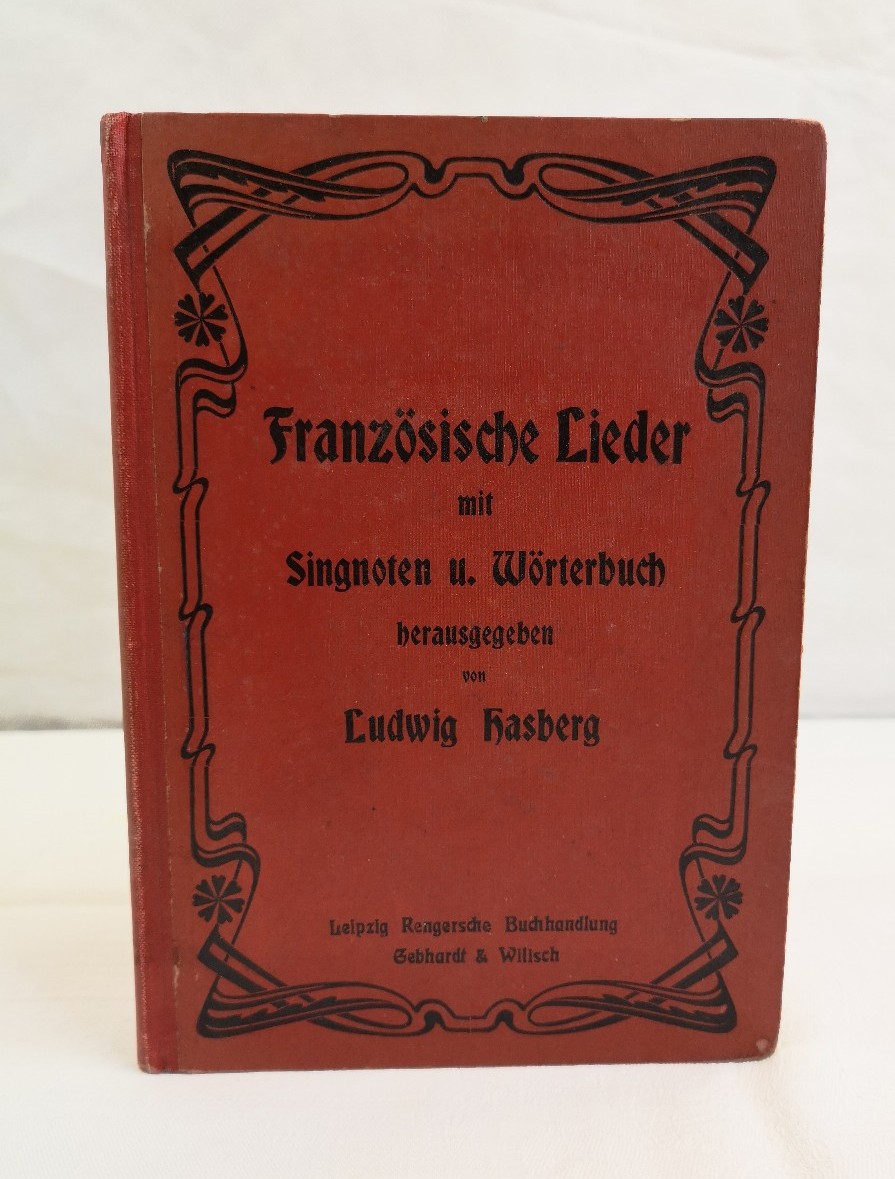 Französische Lieder
mit
Singnoten u. Wörterbuch
herausgegeben
von
Ludwig Hasberg
Leipzig Rengersche Buchhandlung
Gebhardt & Wilisch